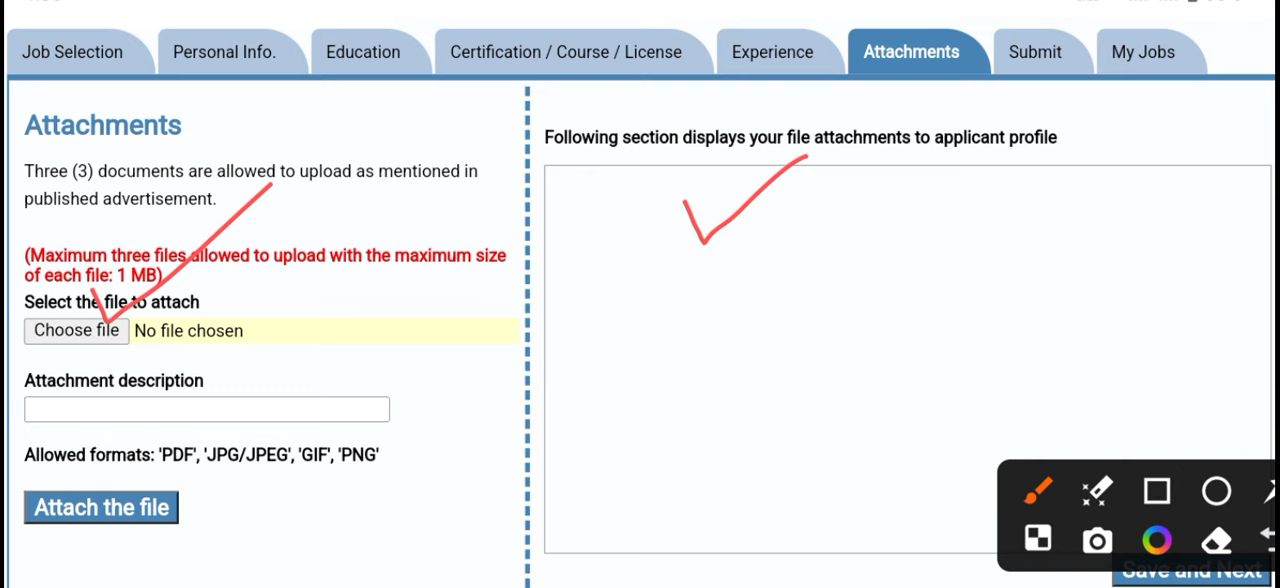 Job Selection
Personal Info.
Education
Certification / Course / License
Experience
Attachments
Submit
My Jobs
Attachments
Three (3) documents are allowed to upload as mentioned in
published advertisement.
(Maximum three files allowed to upload with the maximum size
of each file: 1 MB)
Select the file to attach
Choose file No file chosen
Attachment description
Allowed formats: 'PDF', 'JPG/JPEG', 'GIF', 'PNG'
Attach the file
Following section displays your file attachments to applicant profile
Save and Next